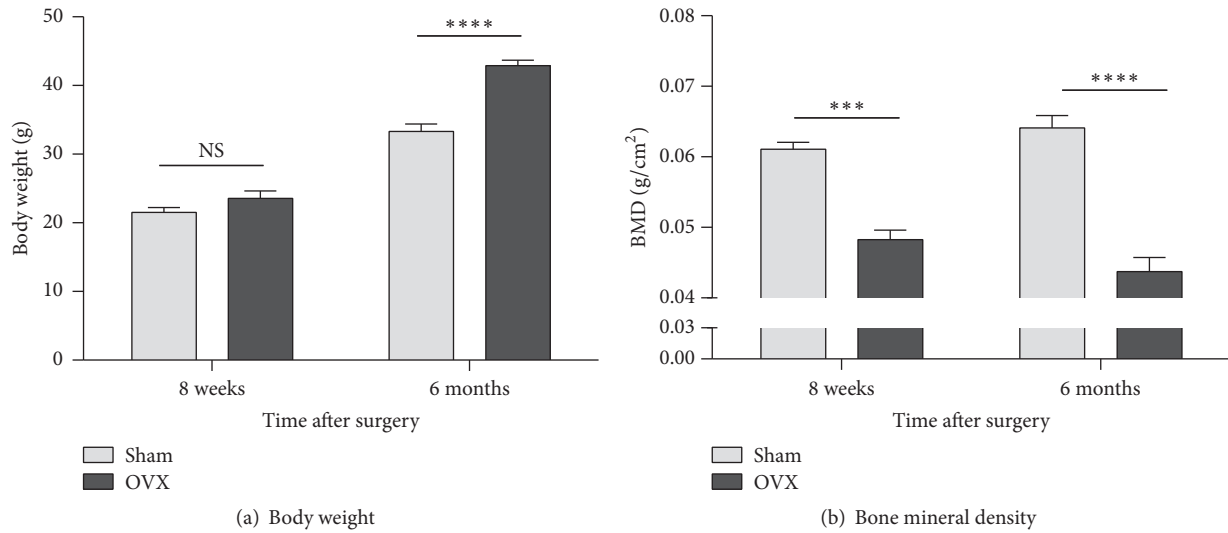 50
40
30
20
10
0
Body weight (g)
NS
****
8 weeks
6 months
Time after surgery
Sham
OVX
(a) Body weight
0.08
0.07
0.06
0.05
0.04
0.03
0.00
BMD (g/cm²)
***
****
8 weeks
6 months
Time after surgery
Sham
OVX
(b) Bone mineral density